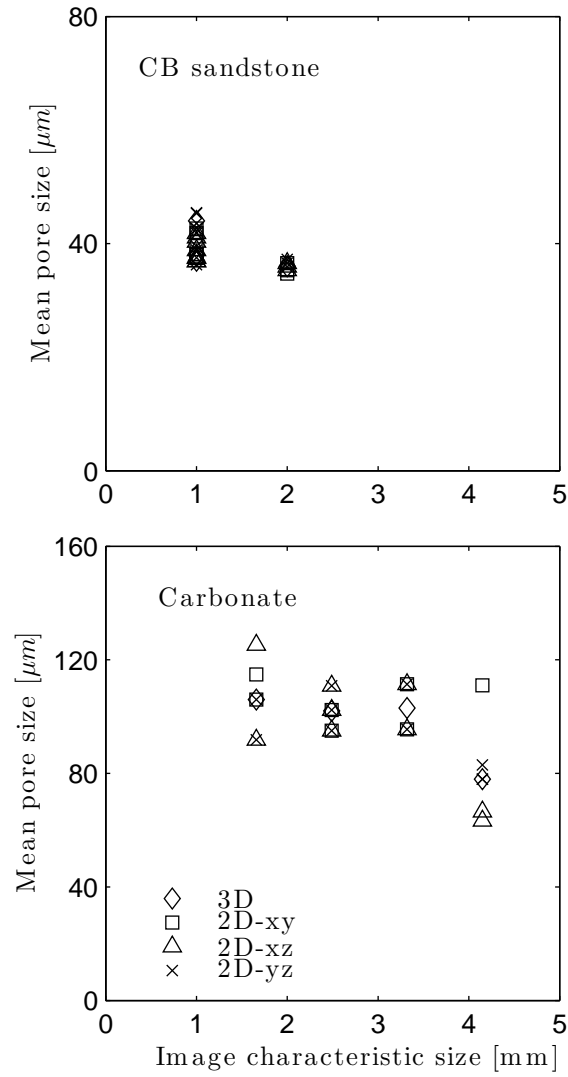 80
CB sandstone
Mean pore size [μm]
40
0
0 1 2 3 4 5
160
Carbonate
120
Mean pore size [μm]
80
40
3D
2D-xy
2D-xz
2D-yz
0
0 1 2 3 4 5
Image characteristic size [mm]